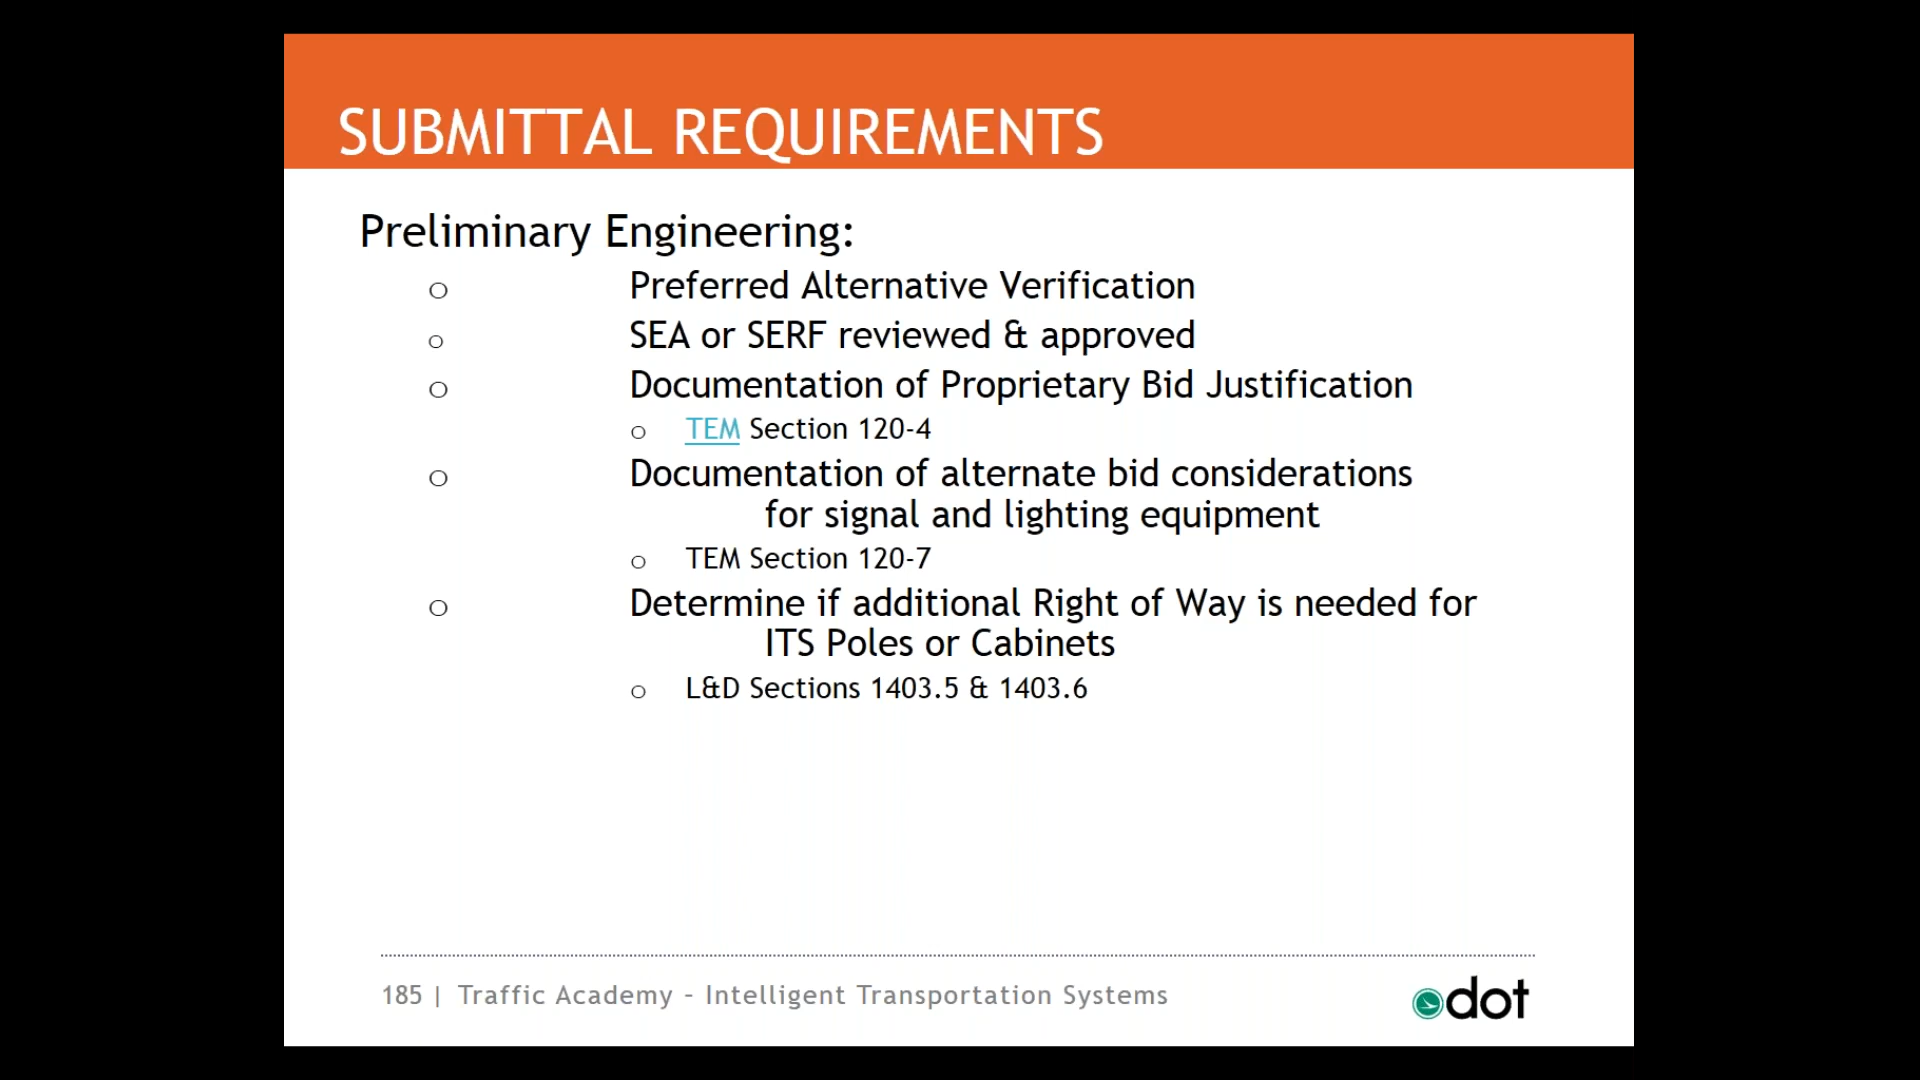 SUBMITTAL REQUIREMENTS
Preliminary Engineering:
o Preferred Alternative Verification
o SEA or SERF reviewed & approved
o Documentation of Proprietary Bid Justification
o TEM Section 120-4
o Documentation of alternate bid considerations
for signal and lighting equipment
o TEM Section 120-7
o Determine if additional Right of Way is needed for
ITS Poles or Cabinets
o L&D Sections 1403.5 & 1403.6
185 | Traffic Academy - Intelligent Transportation Systems
dot